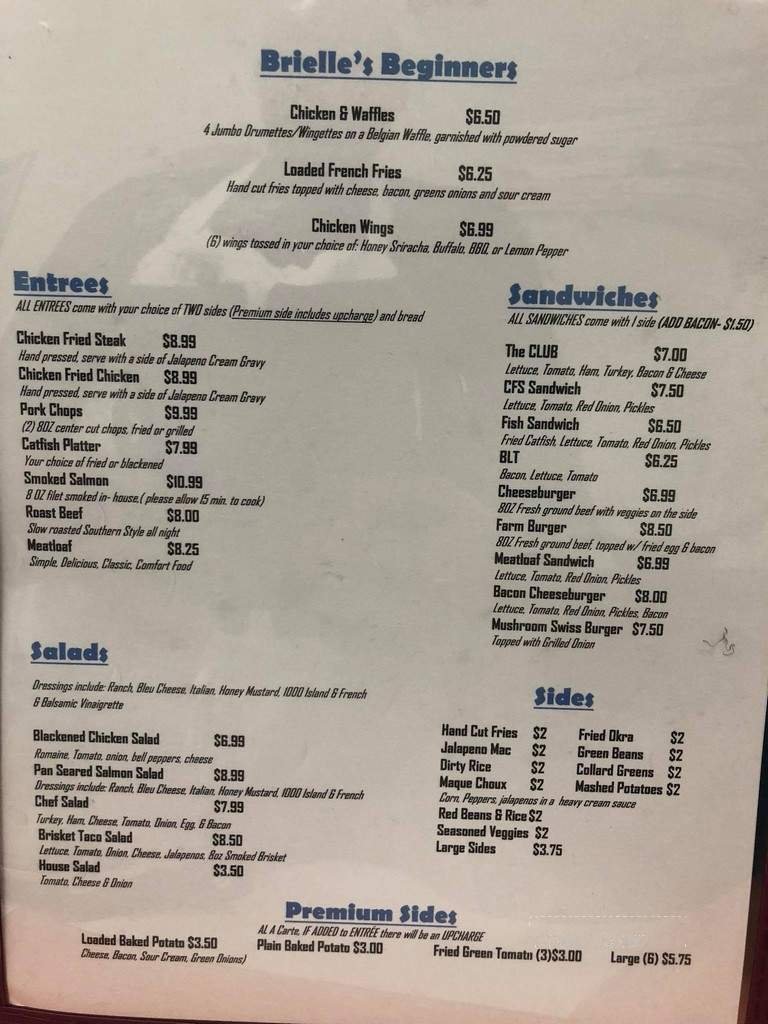 Brielle's Beginners
Chicken & Waffles $6.50
4 Jumbo Drumettes/Wingettes on a Belgian Waffle, garnished with powdered sugar
Loaded French Fries $6.25
Hand cut fries topped with cheese, bacon, greens onions and sour cream
Chicken Wings $6.99
(6) wings tossed in your choice of: Honey Sriracha, Buffalo, BBQ, or Lemon Pepper
Entrees
ALL ENTREES come with your choice of TWO sides (Premium side includes upcharge) and bread
Chicken Fried Steak $8.99
Hand pressed, serve with a side of Jalapeno Cream Gravy
Chicken Fried Chicken $8.99
Hand pressed, serve with a side of Jalapeno Cream Gravy
Pork Chops $9.99
(2) 8OZ center cut chops, fried or grilled
Catfish Platter $7.99
Your choice of fried or blackened
Smoked Salmon $10.99
8 OZ filet smoked in- house,( please allow 15 min. to cook)
Roast Beef $8.00
Slow roasted Southern Style all night
Meatloaf $8.25
Simple, Delicious, Classic, Comfort Food
Sandwiches
ALL SANDWICHES come with 1 side (ADD BACON- $1.50)
The CLUB $7.00
Lettuce, Tomato, Ham, Turkey, Bacon & Cheese
CFS Sandwich $7.50
Lettuce, Tomato, Red Onion, Pickles
Fish Sandwich $6.50
Fried Catfish, Lettuce, Tomato, Red Onion, Pickles
BLT $6.25
Bacon, Lettuce, Tomato
Cheeseburger $6.99
8OZ Fresh ground beef with veggies on the side
Farm Burger $8.50
8OZ Fresh ground beef, topped w/ fried egg & bacon
Meatloaf Sandwich $6.99
Lettuce, Tomato, Red Onion, Pickles
Bacon Cheeseburger $8.00
Lettuce, Tomato, Red Onion, Pickles, Bacon
Mushroom Swiss Burger $7.50
Topped with Grilled Onion
Salads
Dressings include: Ranch, Bleu Cheese, Italian, Honey Mustard, 1000 Island & French
& Balsamic Vinaigrette
Blackened Chicken Salad $6.99
Romaine, Tomato, onion, bell peppers, cheese
Pan Seared Salmon Salad $8.99
Dressings include: Ranch, Bleu Cheese, Italian, Honey Mustard, 1000 Island & French
Chef Salad $7.99
Turkey, Ham, Cheese, Tomato, Onion, Egg, & Bacon
Brisket Taco Salad $8.50
Lettuce, Tomato, Onion, Cheese, Jalapenos, 8oz Smoked Brisket
House Salad $3.50
Tomato, Cheese & Onion
Sides
Hand Cut Fries $2 Fried Okra $2
Jalapeno Mac $2 Green Beans $2
Dirty Rice $2 Collard Greens $2
Maque Choux $2 Mashed Potatoes $2
Corn, Peppers, jalapenos in a heavy cream sauce
Red Beans & Rice $2
Seasoned Veggies $2
Large Sides $3.75
Premium Sides
AL A Carte, IF ADDED to ENTRÉE there will be an UPCHARGE
Loaded Baked Potato $3.50 Plain Baked Potato $3.00 Fried Green Tomato (3)$3.00 Large (6) $5.75
Cheese, Bacon, Sour Cream, Green Onions)